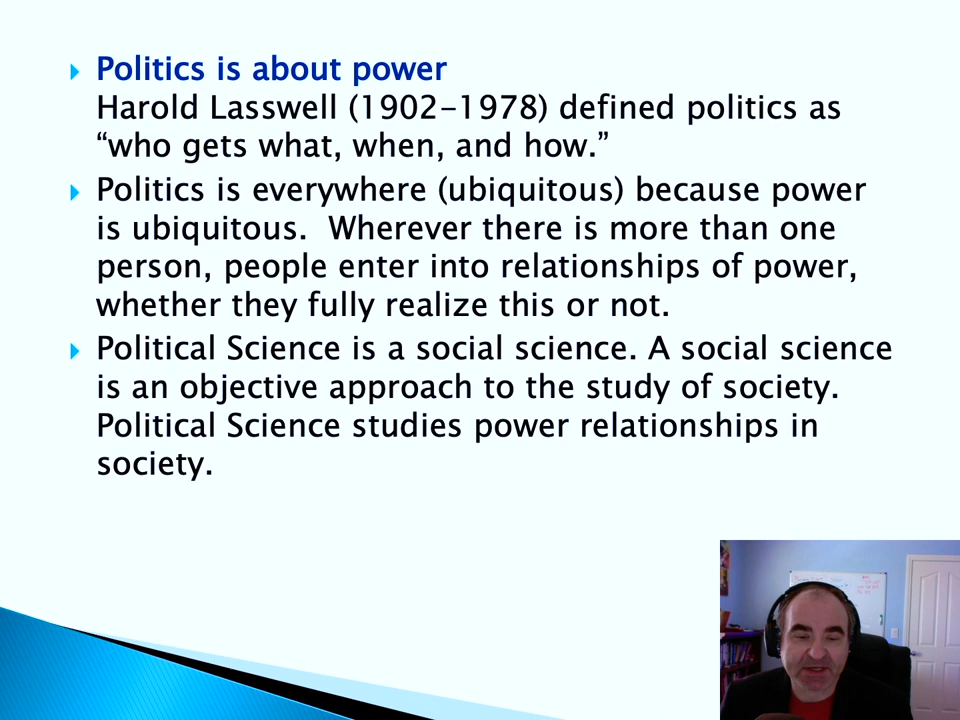 Politics is about power
Harold Lasswell (1902-1978) defined politics as
“who gets what, when, and how.”
Politics is everywhere (ubiquitous) because power
is ubiquitous.  Wherever there is more than one
person, people enter into relationships of power,
whether they fully realize this or not.
Political Science is a social science. A social science
is an objective approach to the study of society.
Political Science studies power relationships in
society.